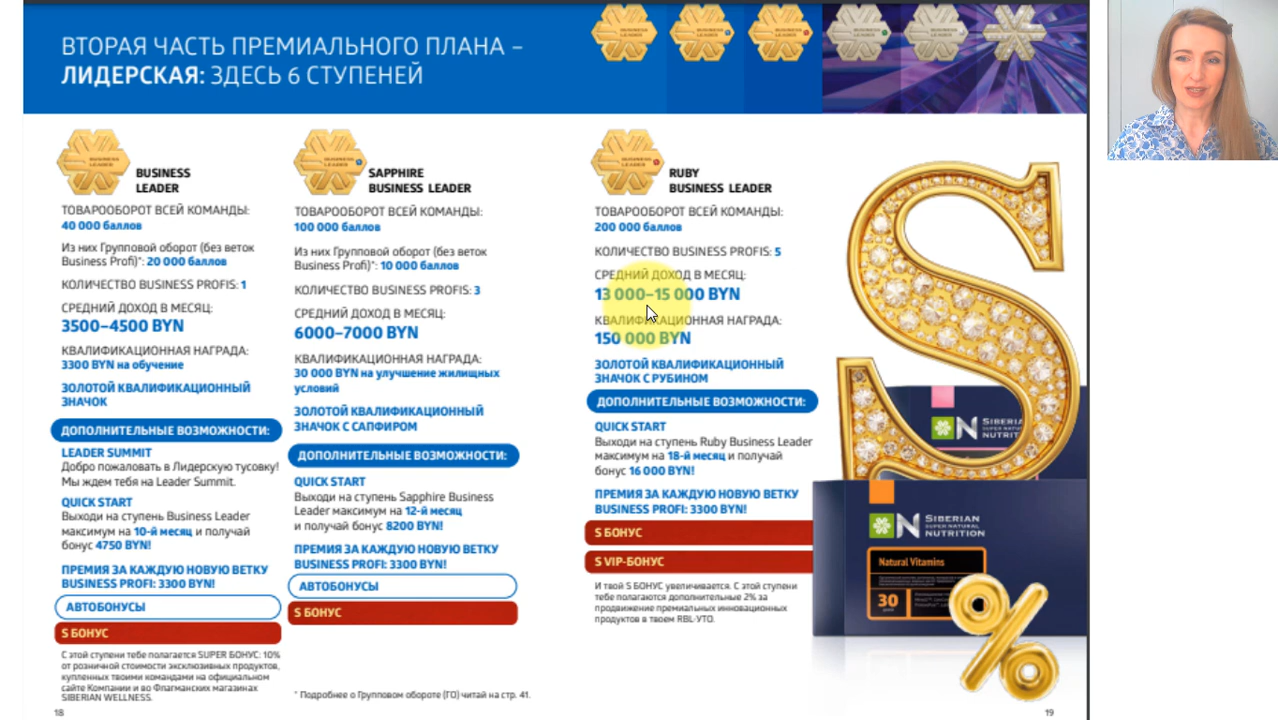 ВТОРАЯ ЧАСТЬ ПРЕМИАЛЬНОГО ПЛАНА –
ЛИДЕРСКАЯ: ЗДЕСЬ 6 СТУПЕНЕЙ
BUSINESS
LEADER
ТОВАРООБОРОТ ВСЕЙ КОМАНДЫ:
40 000 баллов
Из них Групповой оборот (без веток
Business Profi)*: 20 000 баллов
КОЛИЧЕСТВО BUSINESS PROFIS: 1
СРЕДНИЙ ДОХОД В МЕСЯЦ:
3500–4500 BYN
КВАЛИФИКАЦИОННАЯ НАГРАДА:
3300 BYN на обучение
ЗОЛОТОЙ КВАЛИФИКАЦИОННЫЙ
ЗНАЧОК
ДОПОЛНИТЕЛЬНЫЕ ВОЗМОЖНОСТИ:
LEADER SUMMIT
Добро пожаловать в Лидерскую тусовку!
Мы ждем тебя на Leader Summit.
QUICK START
Выходи на ступень Business Leader
максимум на 10-й месяц и получай
бонус 4750 BYN!
ПРЕМИЯ ЗА КАЖДУЮ НОВУЮ ВЕТКУ
BUSINESS PROFI: 3300 BYN!
АВТОБОНУСЫ
S БОНУС
С этой ступени тебе полагается SUPER БОНУС: 10%
от розничной стоимости эксклюзивных продуктов,
купленных твоими командами на официальном
сайте Компании и во Флагманских магазинах
SIBERIAN WELLNESS.
18
SAPPHIRE
BUSINESS LEADER
ТОВАРООБОРОТ ВСЕЙ КОМАНДЫ:
100 000 баллов
Из них Групповой оборот (без веток
Business Profi)*: 10 000 баллов
КОЛИЧЕСТВО BUSINESS PROFIS: 3
СРЕДНИЙ ДОХОД В МЕСЯЦ:
6000–7000 BYN
КВАЛИФИКАЦИОННАЯ НАГРАДА:
30 000 BYN на улучшение жилищных
условий
ЗОЛОТОЙ КВАЛИФИКАЦИОННЫЙ
ЗНАЧОК С САПФИРОМ
ДОПОЛНИТЕЛЬНЫЕ ВОЗМОЖНОСТИ:
QUICK START
Выходи на ступень Sapphire Business
Leader максимум на 12-й месяц
и получай бонус 8200 BYN!
ПРЕМИЯ ЗА КАЖДУЮ НОВУЮ ВЕТКУ
BUSINESS PROFI: 3300 BYN!
АВТОБОНУСЫ
S БОНУС
* Подробнее о Групповом обороте (ГО) читай на стр. 41.
RUBY
BUSINESS LEADER
ТОВАРООБОРОТ ВСЕЙ КОМАНДЫ:
200 000 баллов
КОЛИЧЕСТВО BUSINESS PROFIS: 5
СРЕДНИЙ ДОХОД В МЕСЯЦ:
13 000–15 000 BYN
КВАЛИФИКАЦИОННАЯ НАГРАДА:
150 000 BYN
ЗОЛОТОЙ КВАЛИФИКАЦИОННЫЙ
ЗНАЧОК С РУБИНОМ
ДОПОЛНИТЕЛЬНЫЕ ВОЗМОЖНОСТИ:
QUICK START
Выходи на ступень Ruby Business Leader
максимум на 18-й месяц и получай
бонус 16 000 BYN!
ПРЕМИЯ ЗА КАЖДУЮ НОВУЮ ВЕТКУ
BUSINESS PROFI: 3300 BYN!
S БОНУС
S VIP-БОНУС
И твой S БОНУС увеличивается. С этой ступени
тебе полагаются дополнительные 2% за
продвижение премиальных инновационных
продуктов в твоем RBL-УТО.
S
N SIBERIAN
SUPER NATURAL
NUTRITION
Natural Vitamins
30
%
19